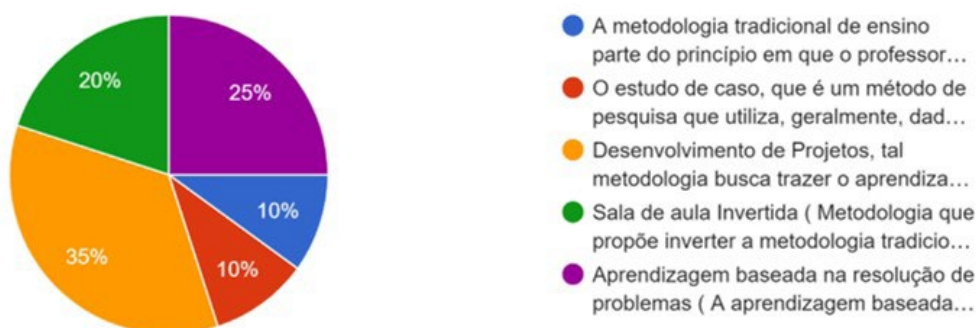 20%
25%
10%
10%
35%
A metodologia tradicional de ensino
parte do princípio em que o professor…
O estudo de caso, que é um método de
pesquisa que utiliza, geralmente, dad…
Desenvolvimento de Projetos, tal
metodologia busca trazer o aprendiza…
Sala de aula Invertida ( Metodologia que
propõe inverter a metodologia tradicio…
Aprendizagem baseada na resolução de
problemas ( A aprendizagem baseada…